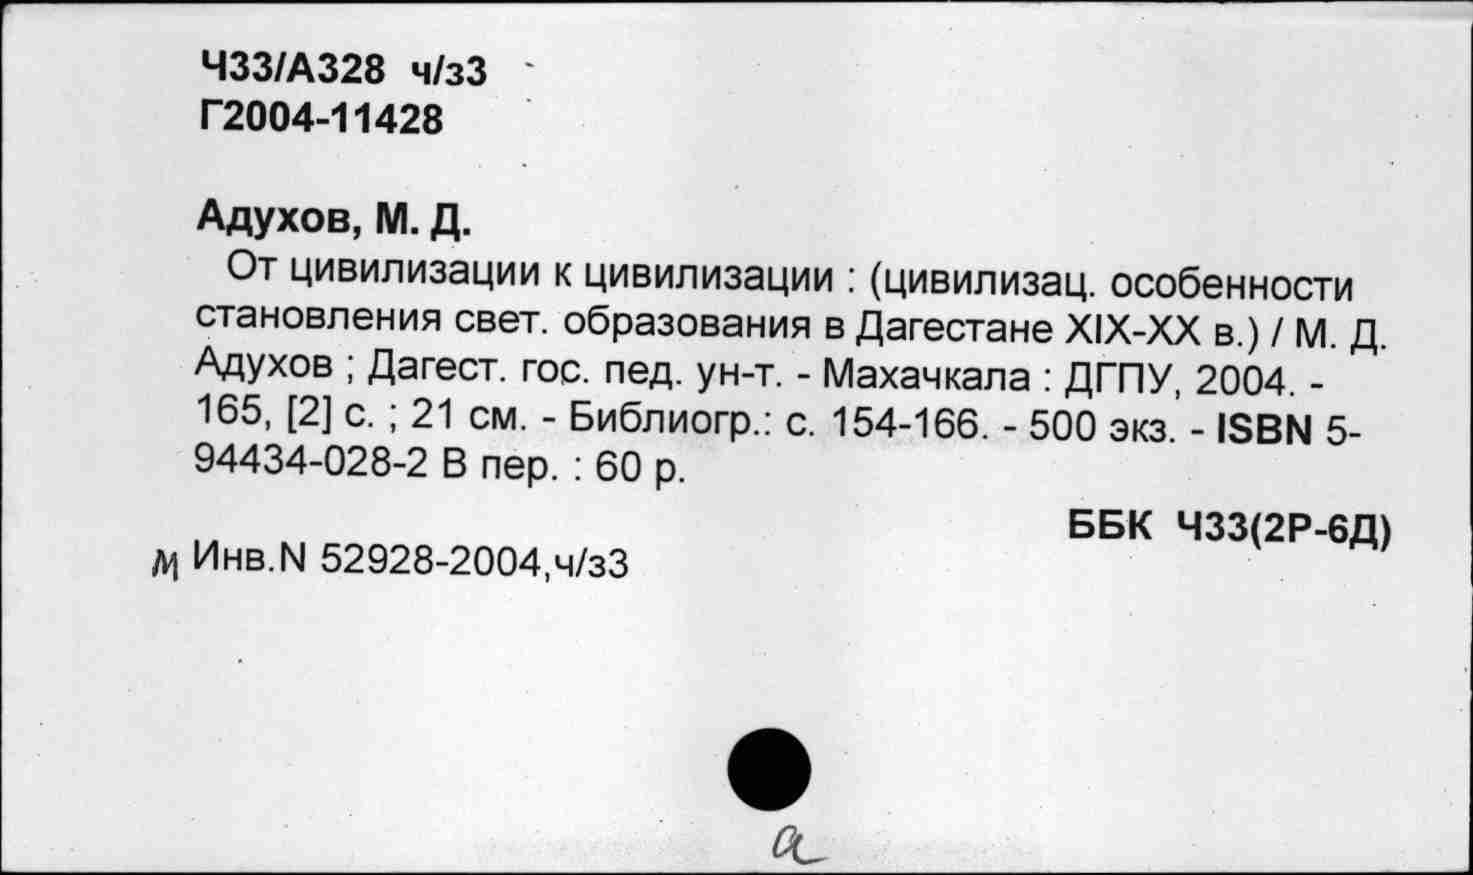 Ч33/А328 ч/з3
Г2004-11428
Адухов, М. Д.
От цивилизации к цивилизации : (цивилизац. особенности
становления свет. образования в Дагестане XIX-XX в.) / М. Д.
Адухов ; Дагест. гос. пед. ун-т. - Махачкала : ДГПУ, 2004. -
165, [2] с. ; 21 см. - Библиогр.: с. 154-166. - 500 экз. - ISBN 5-
94434-028-2 В пер. : 60 р.
ББК Ч33(2Р-6Д)
М Инв.N 52928-2004,ч/з3
а